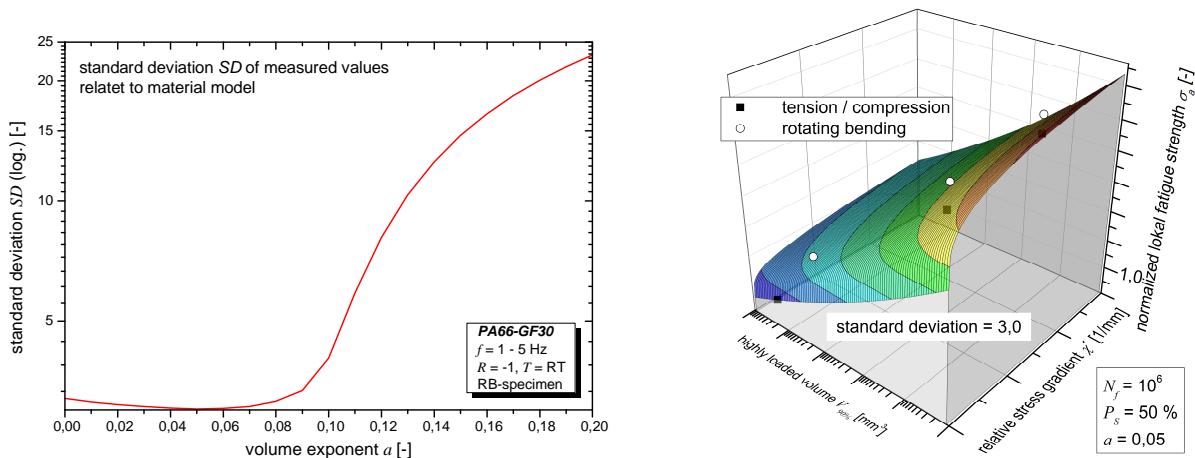 25
20
15
10
5
standard deviation SD (log.) [-]
standard deviation SD of measured values
relatet to material model
PA66-GF30
f = 1 - 5 Hz
R = -1, T = RT
RB-specimen
0,00 0,02 0,04 0,06 0,08 0,10 0,12 0,14 0,16 0,18 0,20
volume exponent a [-]
tension / compression
rotating bending
normalized lokal fatigue strength σa [-]
1,0
standard deviation = 3,0
highly loaded volume V90% [mm³]
relative stress gradient χ* [1/mm]
Nf = 10⁶
PS = 50 %
a = 0,05